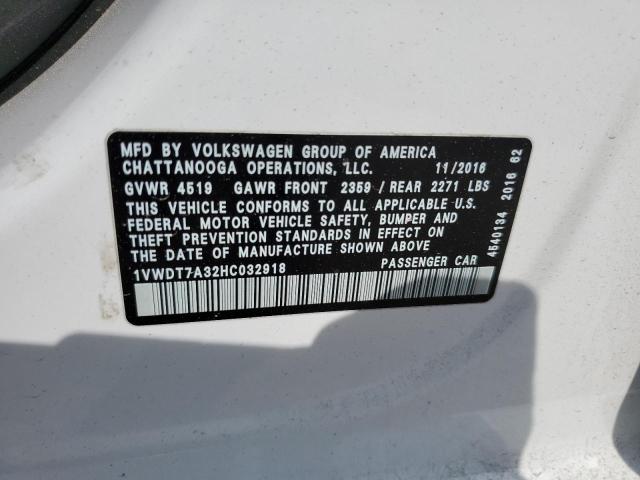 MFD BY VOLKSWAGEN GROUP OF AMERICA
CHATTANOOGA OPERATIONS, LLC. 11/2016
GVWR 4519 GAWR FRONT 2359 / REAR 2271 LBS
THIS VEHICLE CONFORMS TO ALL APPLICABLE U.S.
FEDERAL MOTOR VEHICLE SAFETY, BUMPER AND
THEFT PREVENTION STANDARDS IN EFFECT ON
THE DATE OF MANUFACTURE SHOWN ABOVE
1VWDT7A32HC032918 PASSENGER CAR
4540134 2016 62